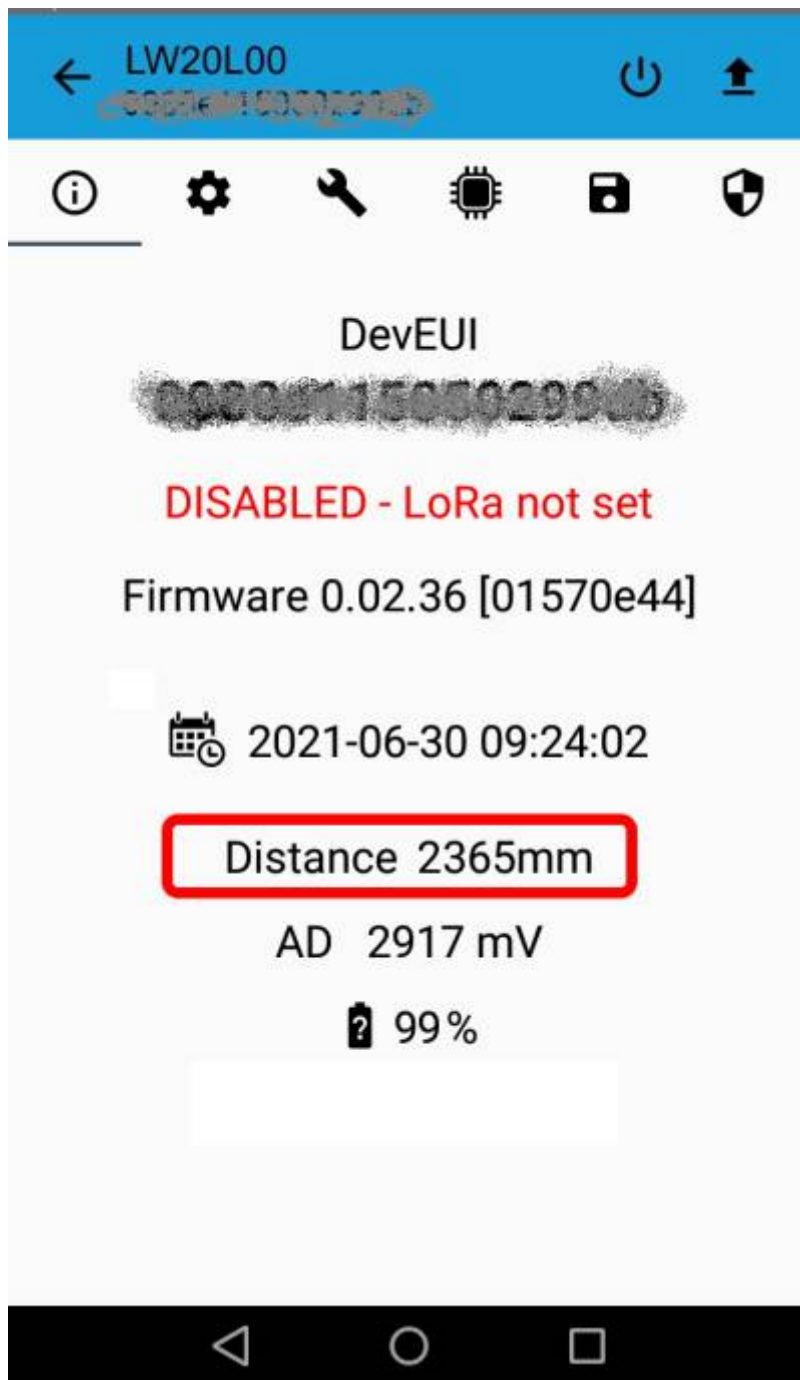 LW20L00
DevEUI
DISABLED - LoRa not set
Firmware 0.02.36 [01570e44]
2021-06-30 09:24:02
Distance 2365mm
AD 2917 mV
? 99%